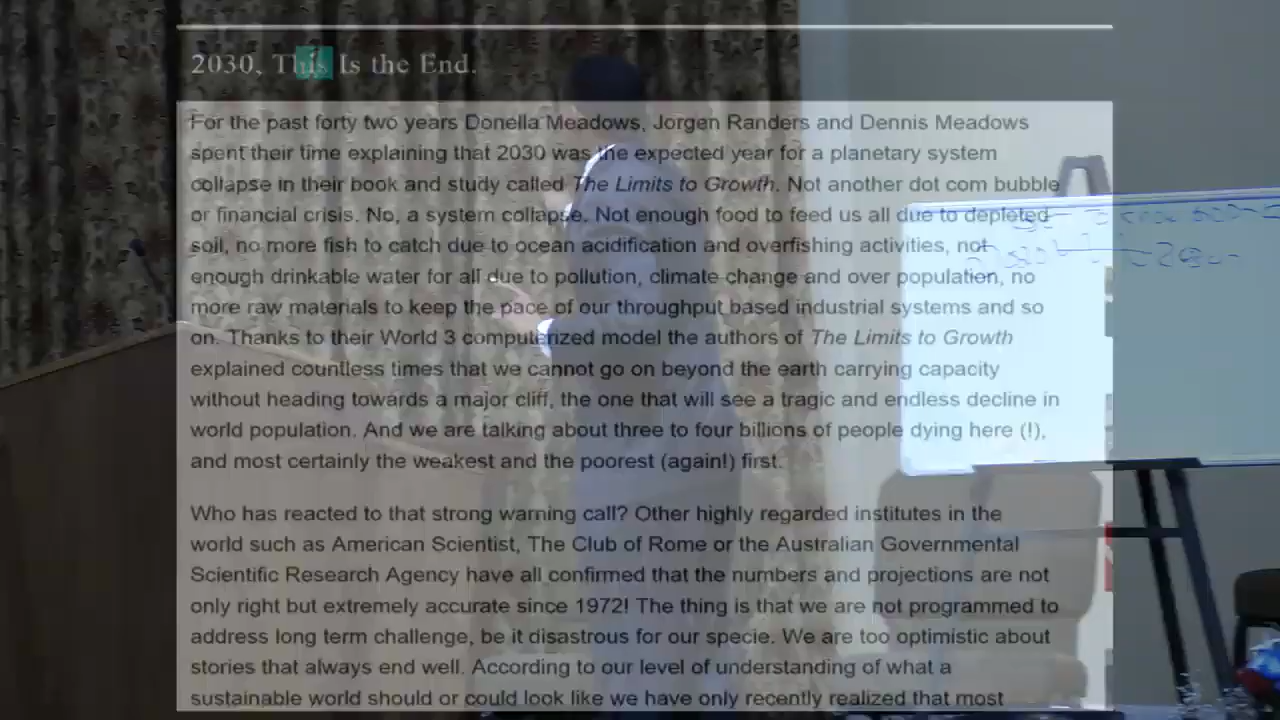 2030, This Is the End.
For the past forty two years Donella Meadows, Jorgen Randers and Dennis Meadows
spent their time explaining that 2030 was the expected year for a planetary system
collapse in their book and study called The Limits to Growth. Not another dot com bubble
or financial crisis. No, a system collapse. Not enough food to feed us all due to depleted
soil, no more fish to catch due to ocean acidification and overfishing activities, not
enough drinkable water for all due to pollution, climate change and over population, no
more raw materials to keep the pace of our throughput based industrial systems and so
on. Thanks to their World 3 computerized model the authors of The Limits to Growth
explained countless times that we cannot go on beyond the earth carrying capacity
without heading towards a major cliff, the one that will see a tragic and endless decline in
world population. And we are talking about three to four billions of people dying here (!),
and most certainly the weakest and the poorest (again!) first.
Who has reacted to that strong warning call? Other highly regarded institutes in the
world such as American Scientist, The Club of Rome or the Australian Governmental
Scientific Research Agency have all confirmed that the numbers and projections are not
only right but extremely accurate since 1972! The thing is that we are not programmed to
address long term challenge, be it disastrous for our specie. We are too optimistic about
stories that always end well. According to our level of understanding of what a
sustainable world should or could look like we have only recently realized that most